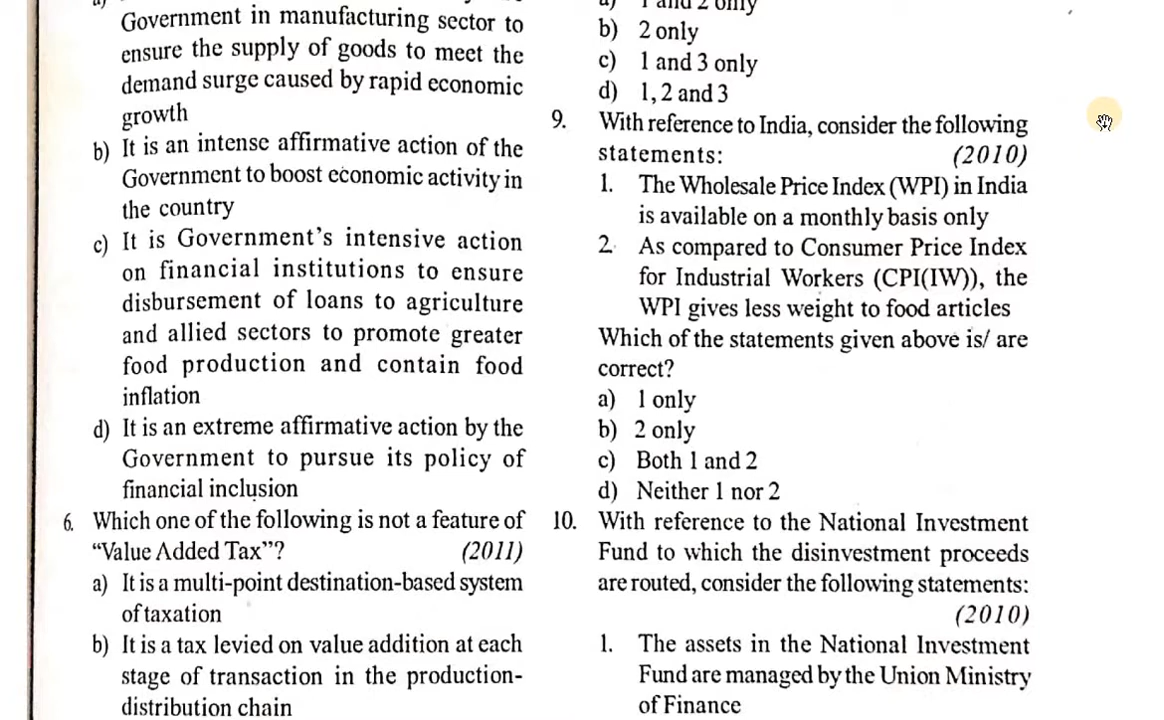 Government in manufacturing sector to
ensure the supply of goods to meet the
demand surge caused by rapid economic
growth
b) It is an intense affirmative action of the
Government to boost economic activity in
the country
c) It is Government's intensive action
on financial institutions to ensure
disbursement of loans to agriculture
and allied sectors to promote greater
food production and contain food
inflation
d) It is an extreme affirmative action by the
Government to pursue its policy of
financial inclusion
6. Which one of the following is not a feature of
"Value Added Tax"? (2011)
a) It is a multi-point destination-based system
of taxation
b) It is a tax levied on value addition at each
stage of transaction in the production-
distribution chain
a) 1 and 2 only
b) 2 only
c) 1 and 3 only
d) 1, 2 and 3
9. With reference to India, consider the following
statements: (2010)
1. The Wholesale Price Index (WPI) in India
is available on a monthly basis only
2. As compared to Consumer Price Index
for Industrial Workers (CPI(IW)), the
WPI gives less weight to food articles
Which of the statements given above is/ are
correct?
a) 1 only
b) 2 only
c) Both 1 and 2
d) Neither 1 nor 2
10. With reference to the National Investment
Fund to which the disinvestment proceeds
are routed, consider the following statements:
(2010)
1. The assets in the National Investment
Fund are managed by the Union Ministry
of Finance